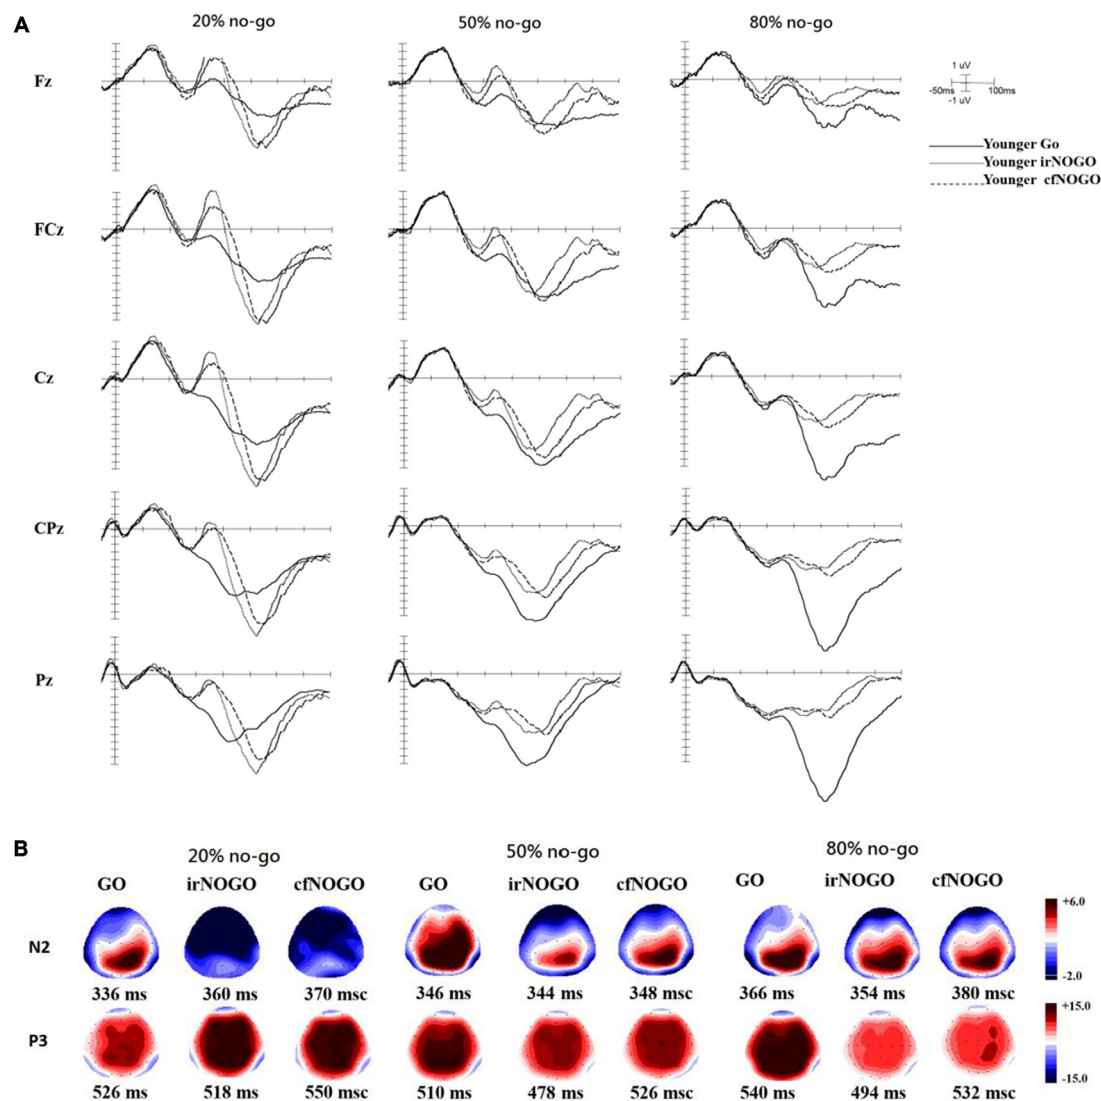 A
20% no-go
50% no-go
80% no-go
Fz
1 uV
-50ms
100ms
-1 uV
Younger Go
Younger irNOGO
Younger cfNOGO
FCz
Cz
CPz
Pz
B
20% no-go
50% no-go
80% no-go
GO
irNOGO
cfNOGO
GO
irNOGO
cfNOGO
GO
irNOGO
cfNOGO
+6.0
N2
-2.0
336 ms
360 ms
370 msc
346 ms
344 ms
348 msc
366 ms
354 ms
380 msc
+15.0
P3
-15.0
526 ms
518 ms
550 msc
510 ms
478 ms
526 msc
540 ms
494 ms
532 msc